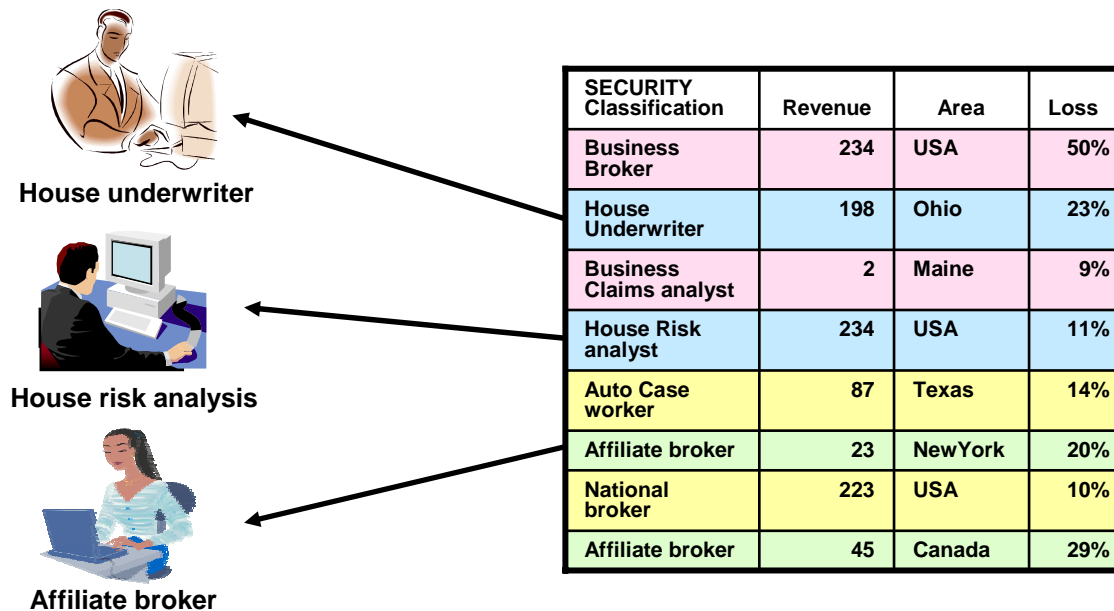 House underwriter
House risk analysis
Affiliate broker
SECURITY
Classification Revenue Area Loss
Business
Broker 234 USA 50%
House
Underwriter 198 Ohio 23%
Business
Claims analyst 2 Maine 9%
House Risk
analyst 234 USA 11%
Auto Case
worker 87 Texas 14%
Affiliate broker 23 NewYork 20%
National
broker 223 USA 10%
Affiliate broker 45 Canada 29%